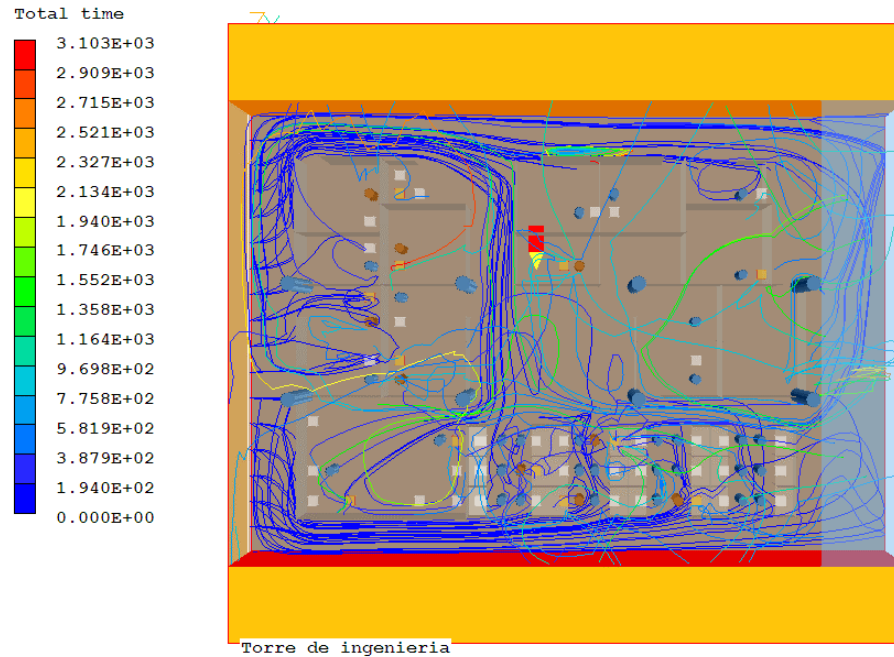 Total time
3.103E+03
2.909E+03
2.715E+03
2.521E+03
2.327E+03
2.134E+03
1.940E+03
1.746E+03
1.552E+03
1.358E+03
1.164E+03
9.698E+02
7.758E+02
5.819E+02
3.879E+02
1.940E+02
0.000E+00
Torre de ingenieria